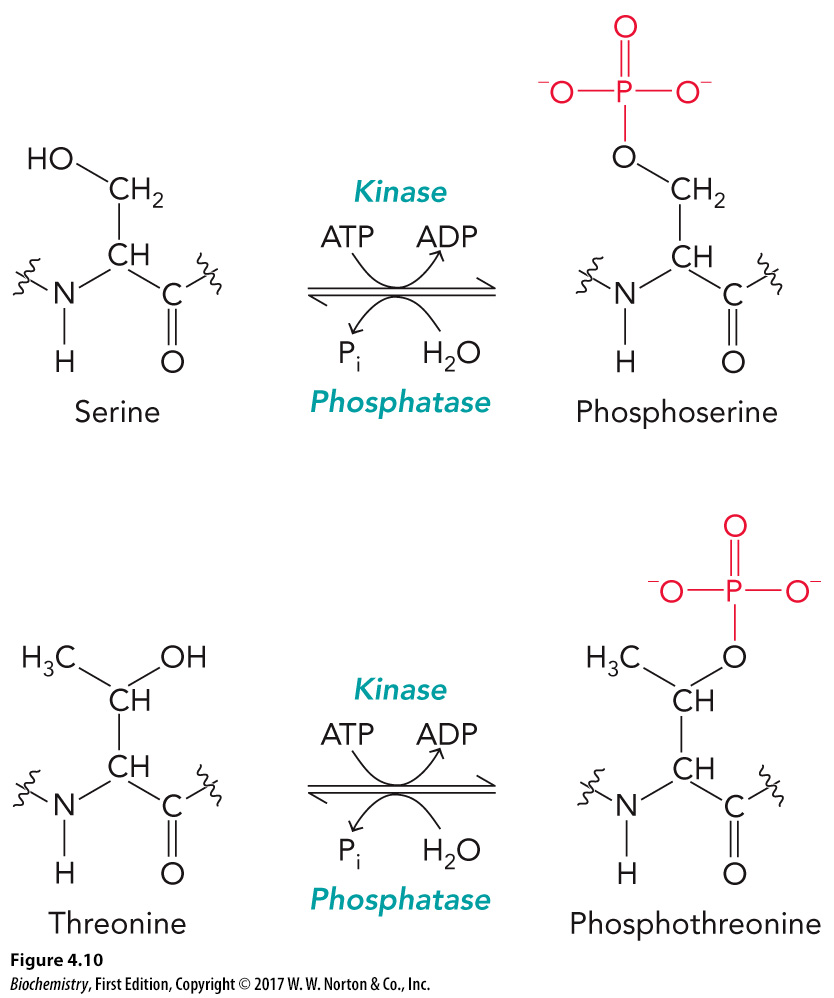 O
⁻O P O⁻
HO O
CH₂ Kinase CH₂
ATP ADP
CH CH
N C N C
H O Pᵢ H₂O H O
Serine Phosphatase Phosphoserine
O
⁻O P O⁻
H₃C OH H₃C O
CH Kinase CH
ATP ADP
CH CH
N C N C
Pᵢ H₂O
H O H O
Phosphatase
Threonine Phosphothreonine
Figure 4.10
Biochemistry, First Edition, Copyright © 2017 W. W. Norton & Co., Inc.